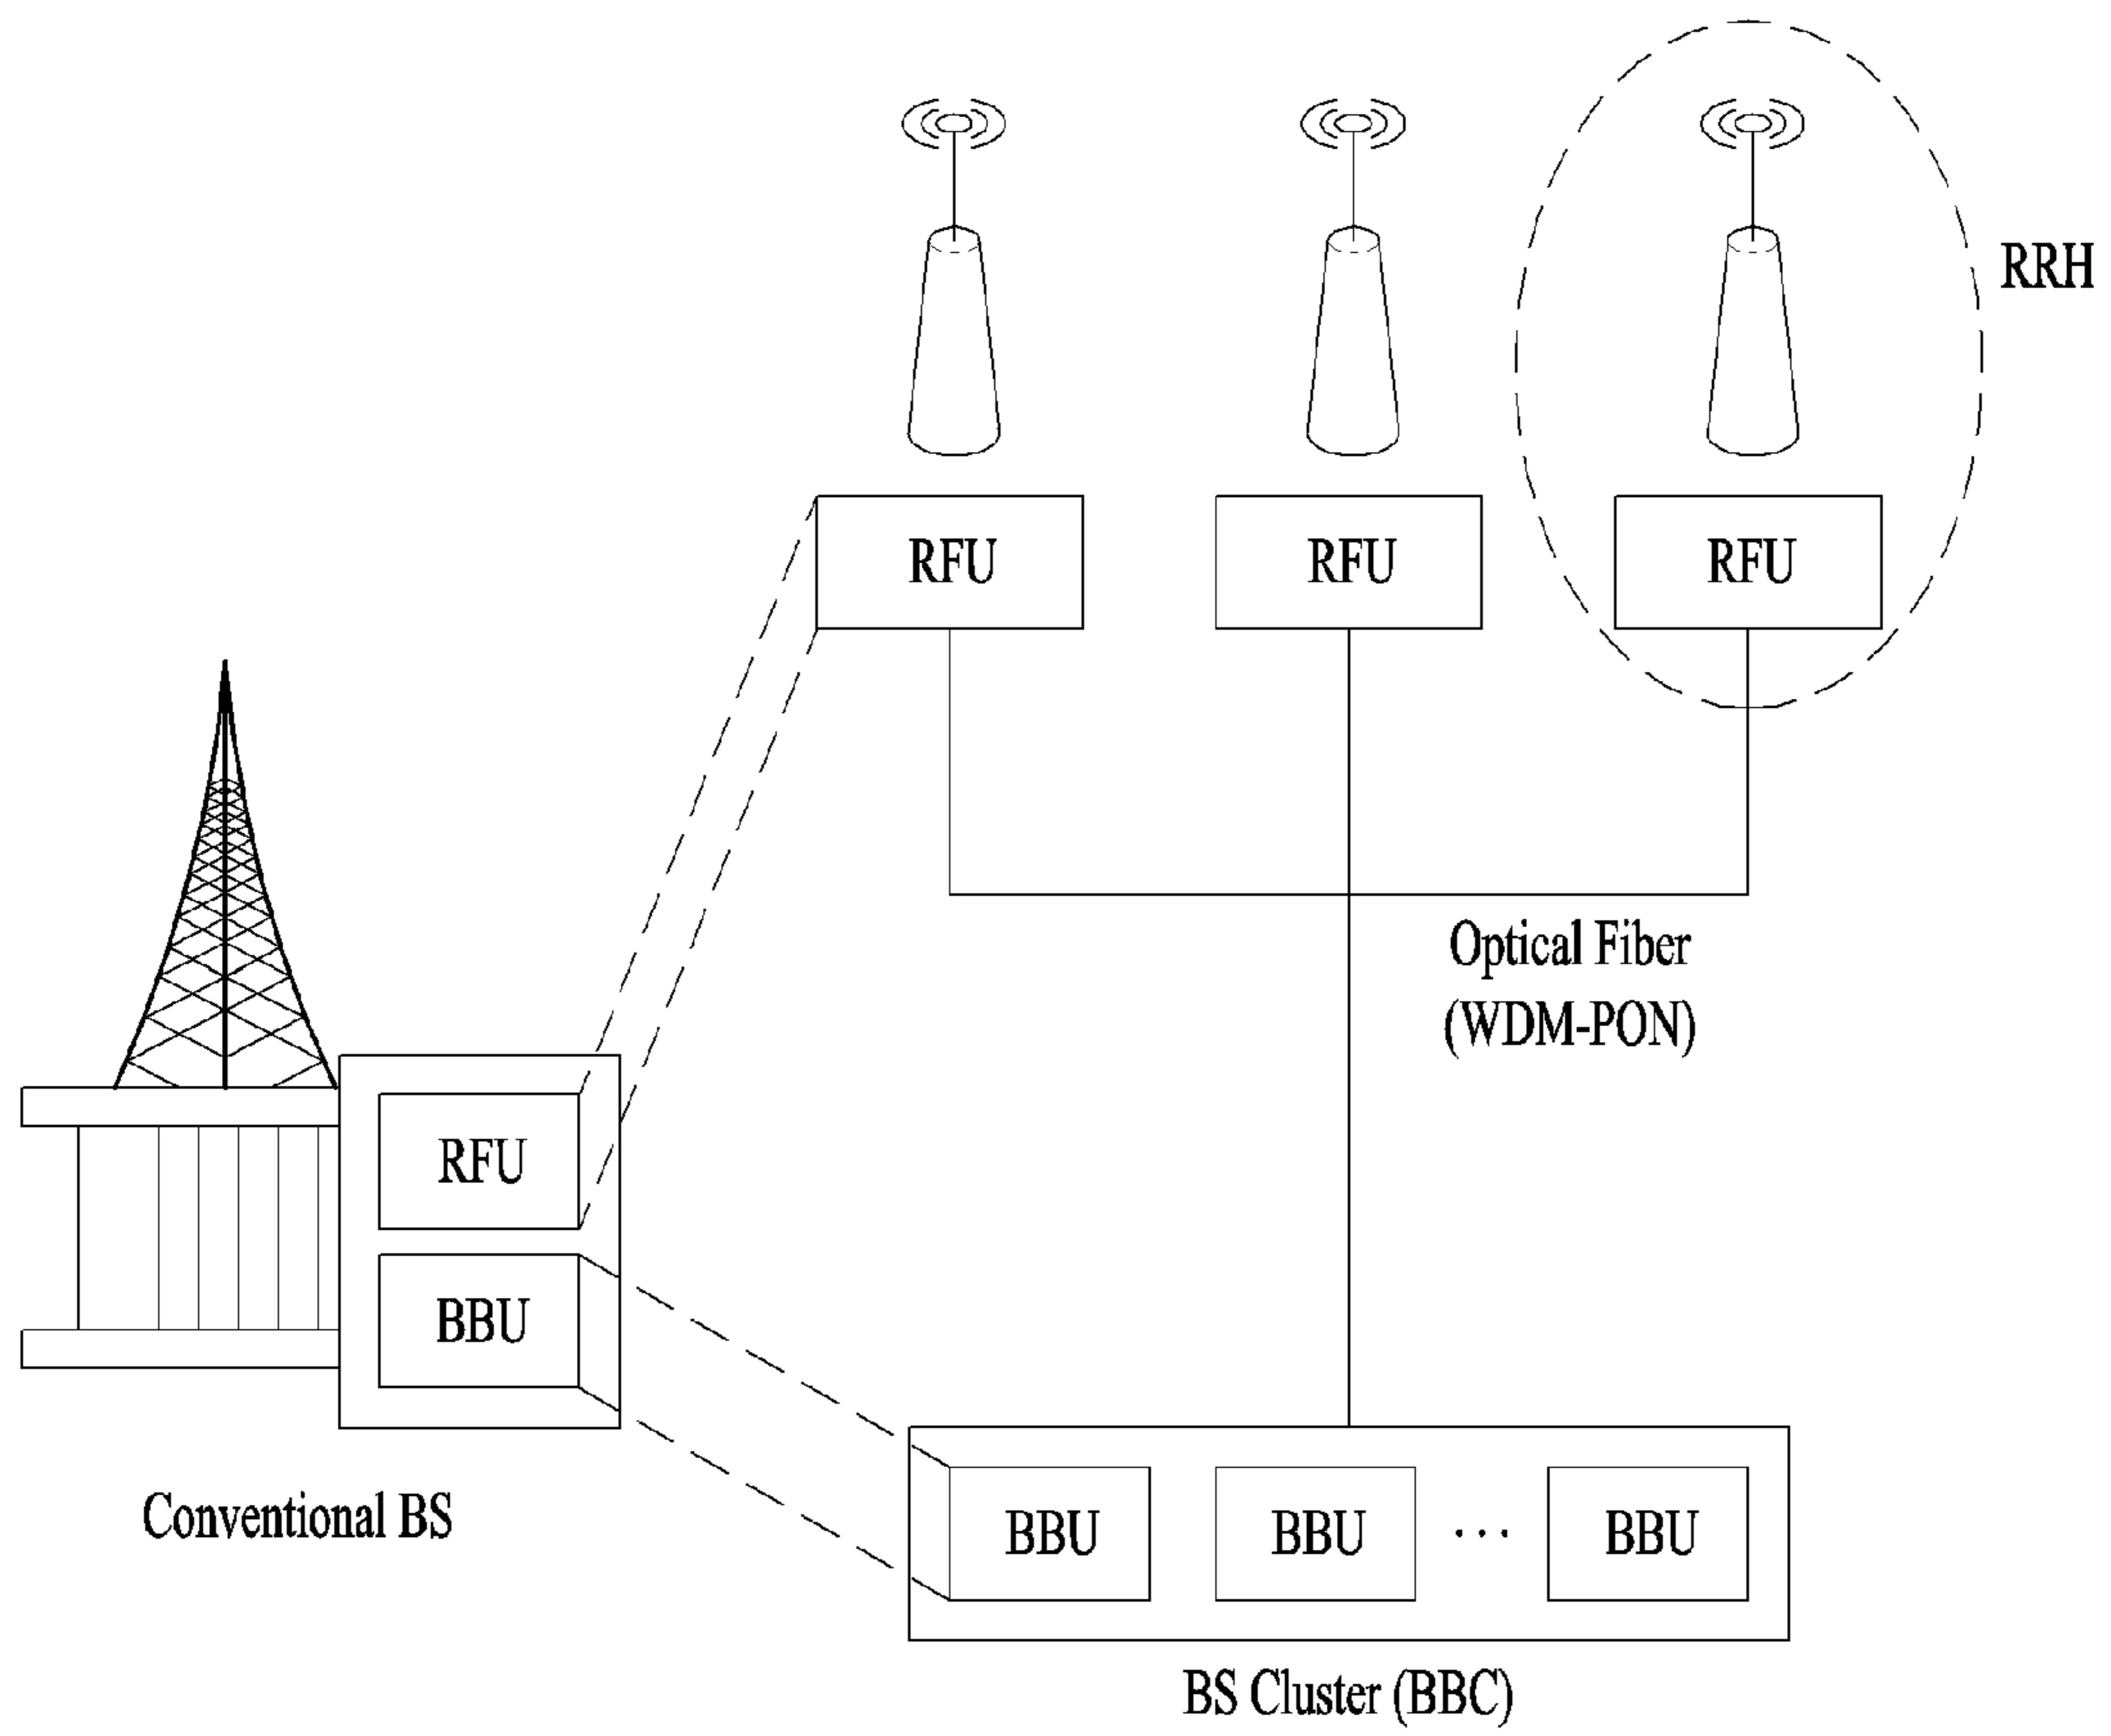 RRH
RFU
RFU
RFU
Optical Fiber
(WDM-PON)
RFU
BBU
Conventional BS
BBU
BBU
...
BBU
BS Cluster (BBC)